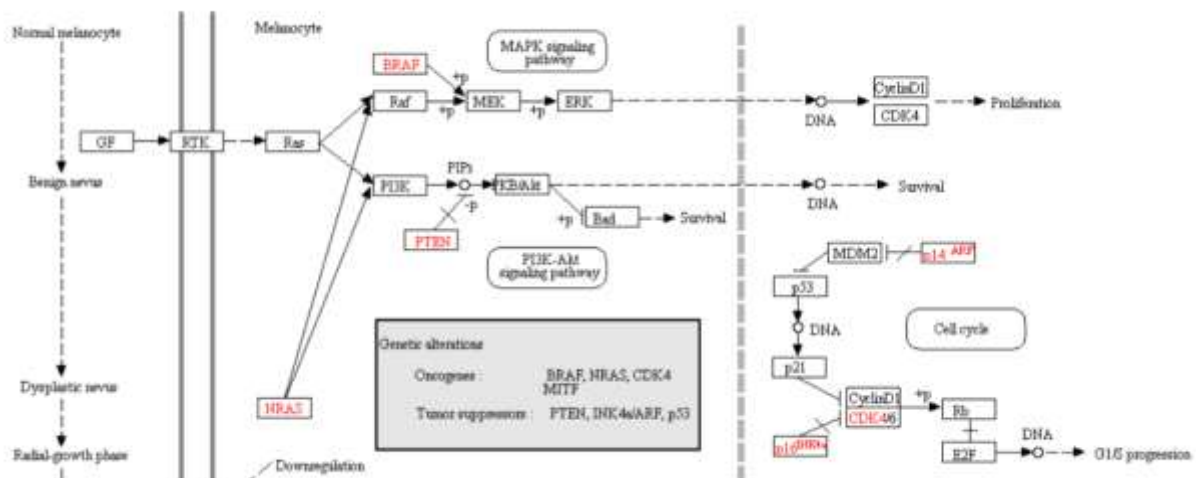 Normal melanocyte
Melanocyte
MAPK signaling
pathway
BRAF
+p
Raf
+p
MEK
+p
ERK
DNA
CyclinD1
CDK4
Proliferation
GF
RTK
Ras
Benign nevus
PI3K
PIP3
-p
PKB/Akt
+p
Bad
Survival
DNA
Survival
PTEN
PI3K-Akt
signaling pathway
MDM2
p14 ARF
p53
DNA
Cell cycle
p21
Genetic alterations
Oncogenes : BRAF, NRAS, CDK4
MITF
Tumor suppressors : PTEN, INK4a/ARF, p53
Dysplastic nevus
NRAS
CyclinD1
CDK4/6
+p
Rb
p16INK4a
E2F
DNA
G1/S progression
Radial-growth phase
Downregulation